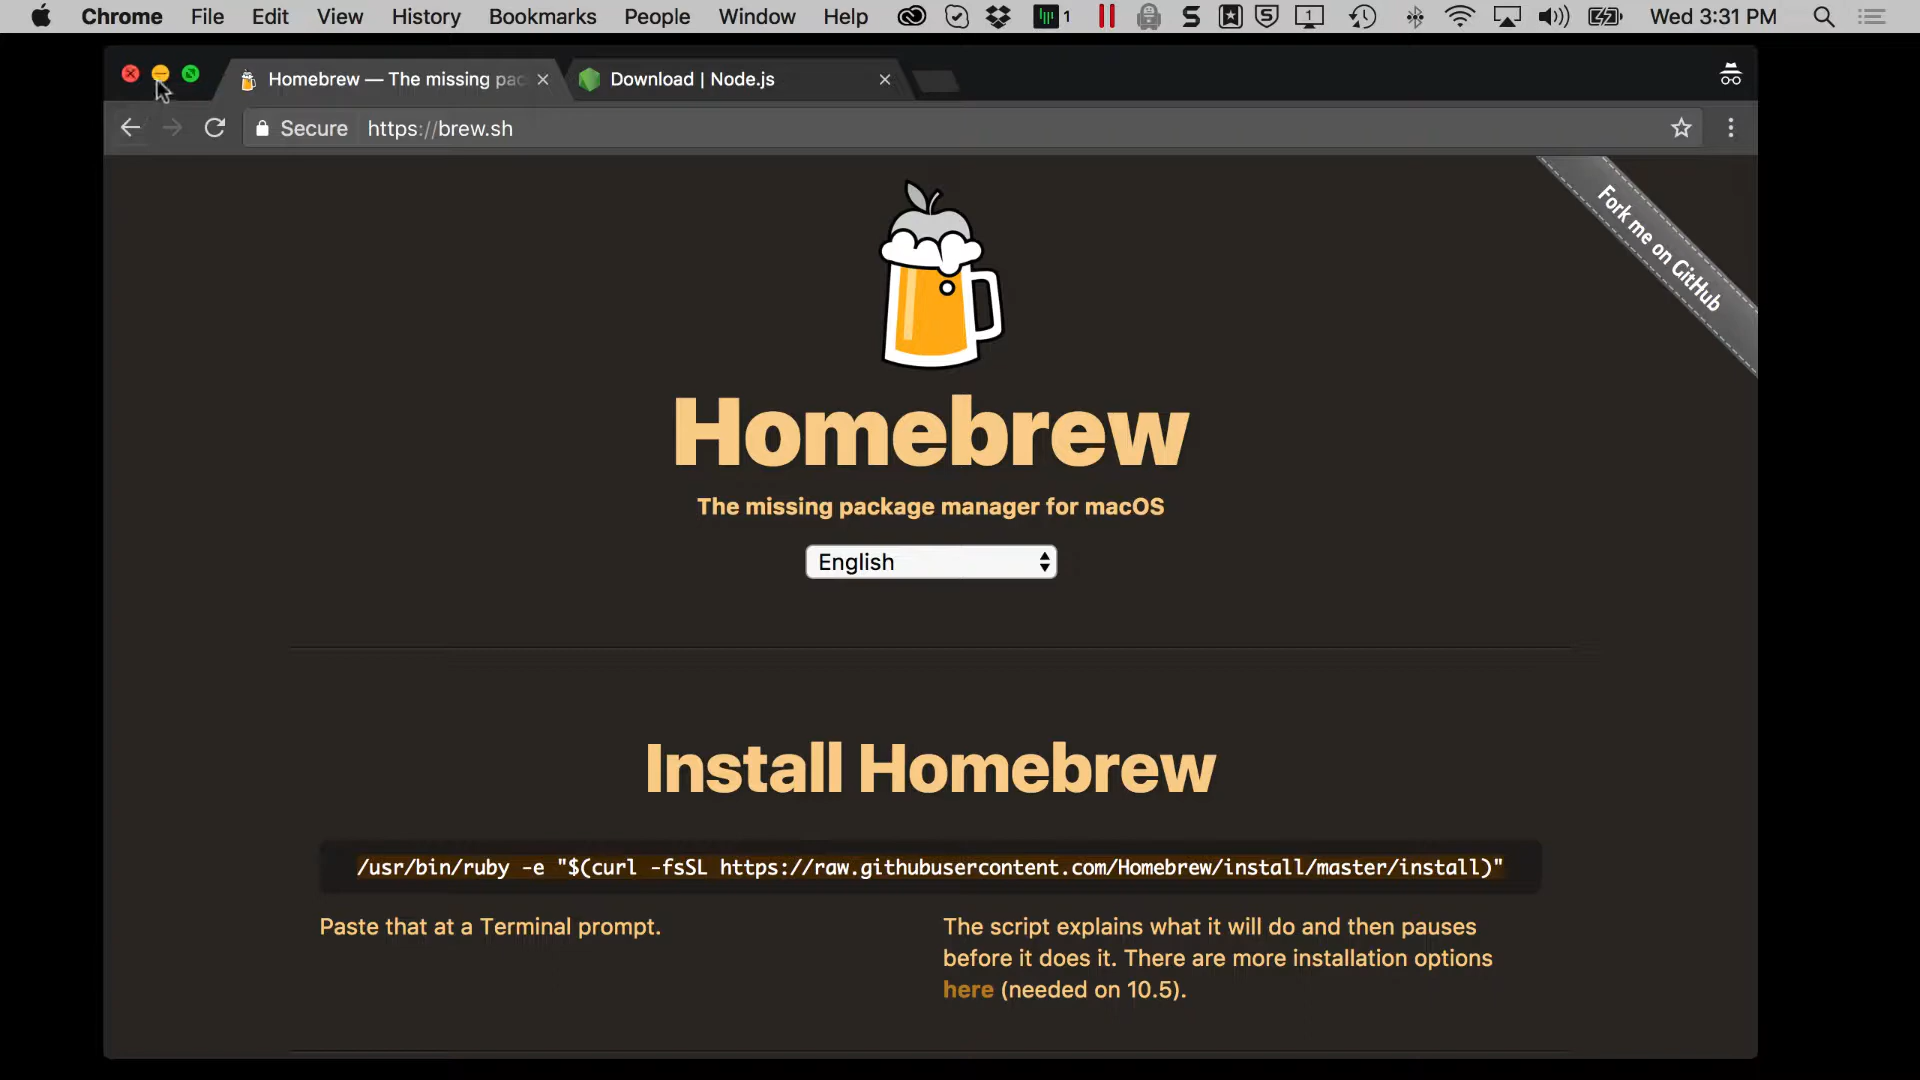 Chrome File Edit View History Bookmarks People Window Help 1 1 Wed 3:31 PM
Homebrew — The missing pac Download | Node.js
Secure https://brew.sh
Fork me on GitHub
Homebrew
The missing package manager for macOS
English
Install Homebrew
/usr/bin/ruby -e "$(curl -fsSL https://raw.githubusercontent.com/Homebrew/install/master/install)"
Paste that at a Terminal prompt.
The script explains what it will do and then pauses
before it does it. There are more installation options
here (needed on 10.5).